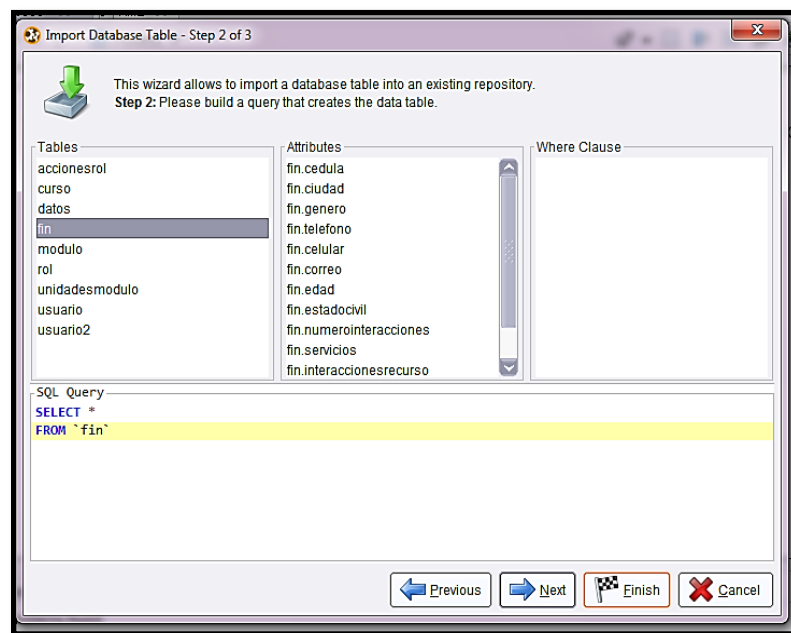 Import Database Table - Step 2 of 3
This wizard allows to import a database table into an existing repository.
Step 2: Please build a query that creates the data table.
Tables
accionesrol
curso
datos
fin
modulo
rol
unidadesmodulo
usuario
usuario2
Attributes
fin.cedula
fin.ciudad
fin.genero
fin.telefono
fin.celular
fin.correo
fin.edad
fin.estadocivil
fin.numerointeracciones
fin.servicios
fin.interaccionesrecurso
Where Clause
SQL Query
SELECT *
FROM `fin`
Previous
Next
Finish
Cancel